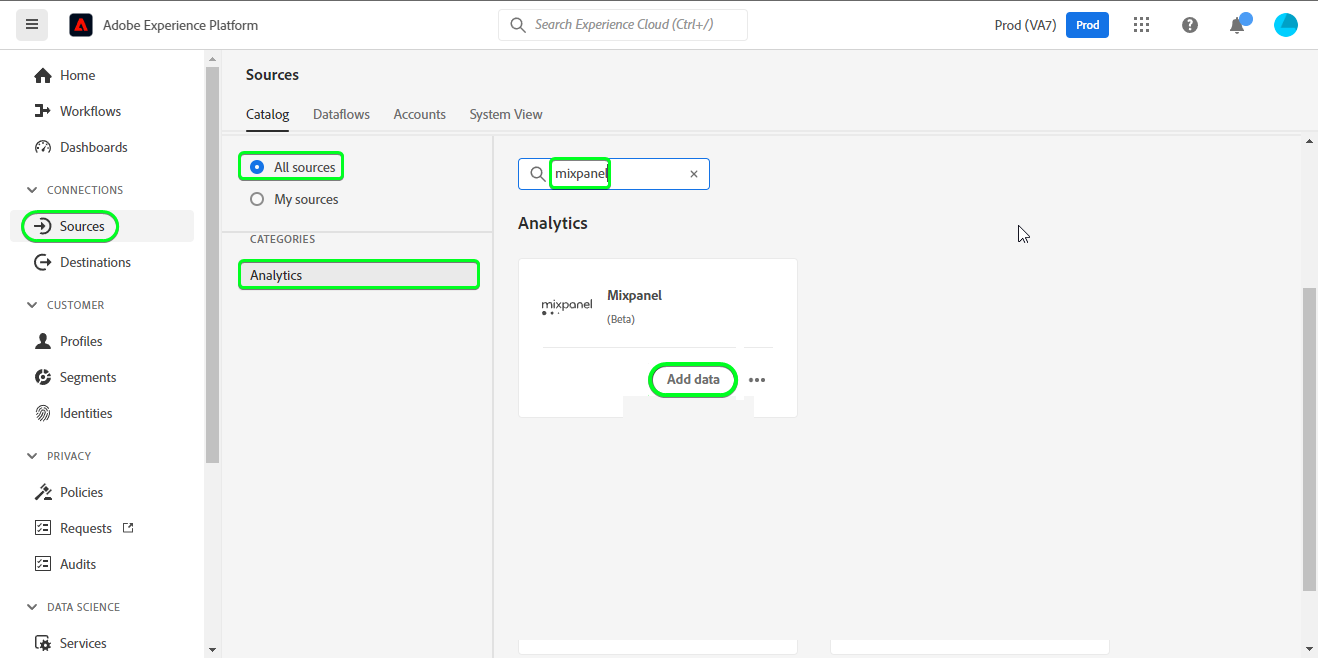 Adobe Experience Platform
Search Experience Cloud (Ctrl+/)
Prod (VA7)
Prod
Home
Workflows
Dashboards
CONNECTIONS
Sources
Destinations
CUSTOMER
Profiles
Segments
Identities
PRIVACY
Policies
Requests
Audits
DATA SCIENCE
Services
Sources
Catalog
Dataflows
Accounts
System View
All sources
My sources
CATEGORIES
Analytics
mixpanel
Analytics
mixpanel
Mixpanel
(Beta)
Add data